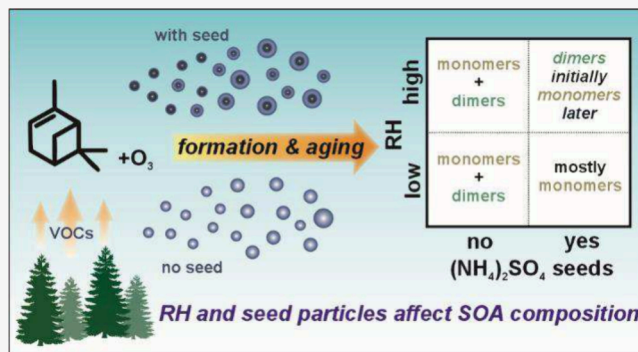 with seed
+O₃
formation & aging
VOCs
no seed
RH
high
low
monomers
+
dimers
dimers
initially
monomers
later
monomers
+
dimers
mostly
monomers
no
yes
(NH₄)₂SO₄ seeds
RH and seed particles affect SOA composition